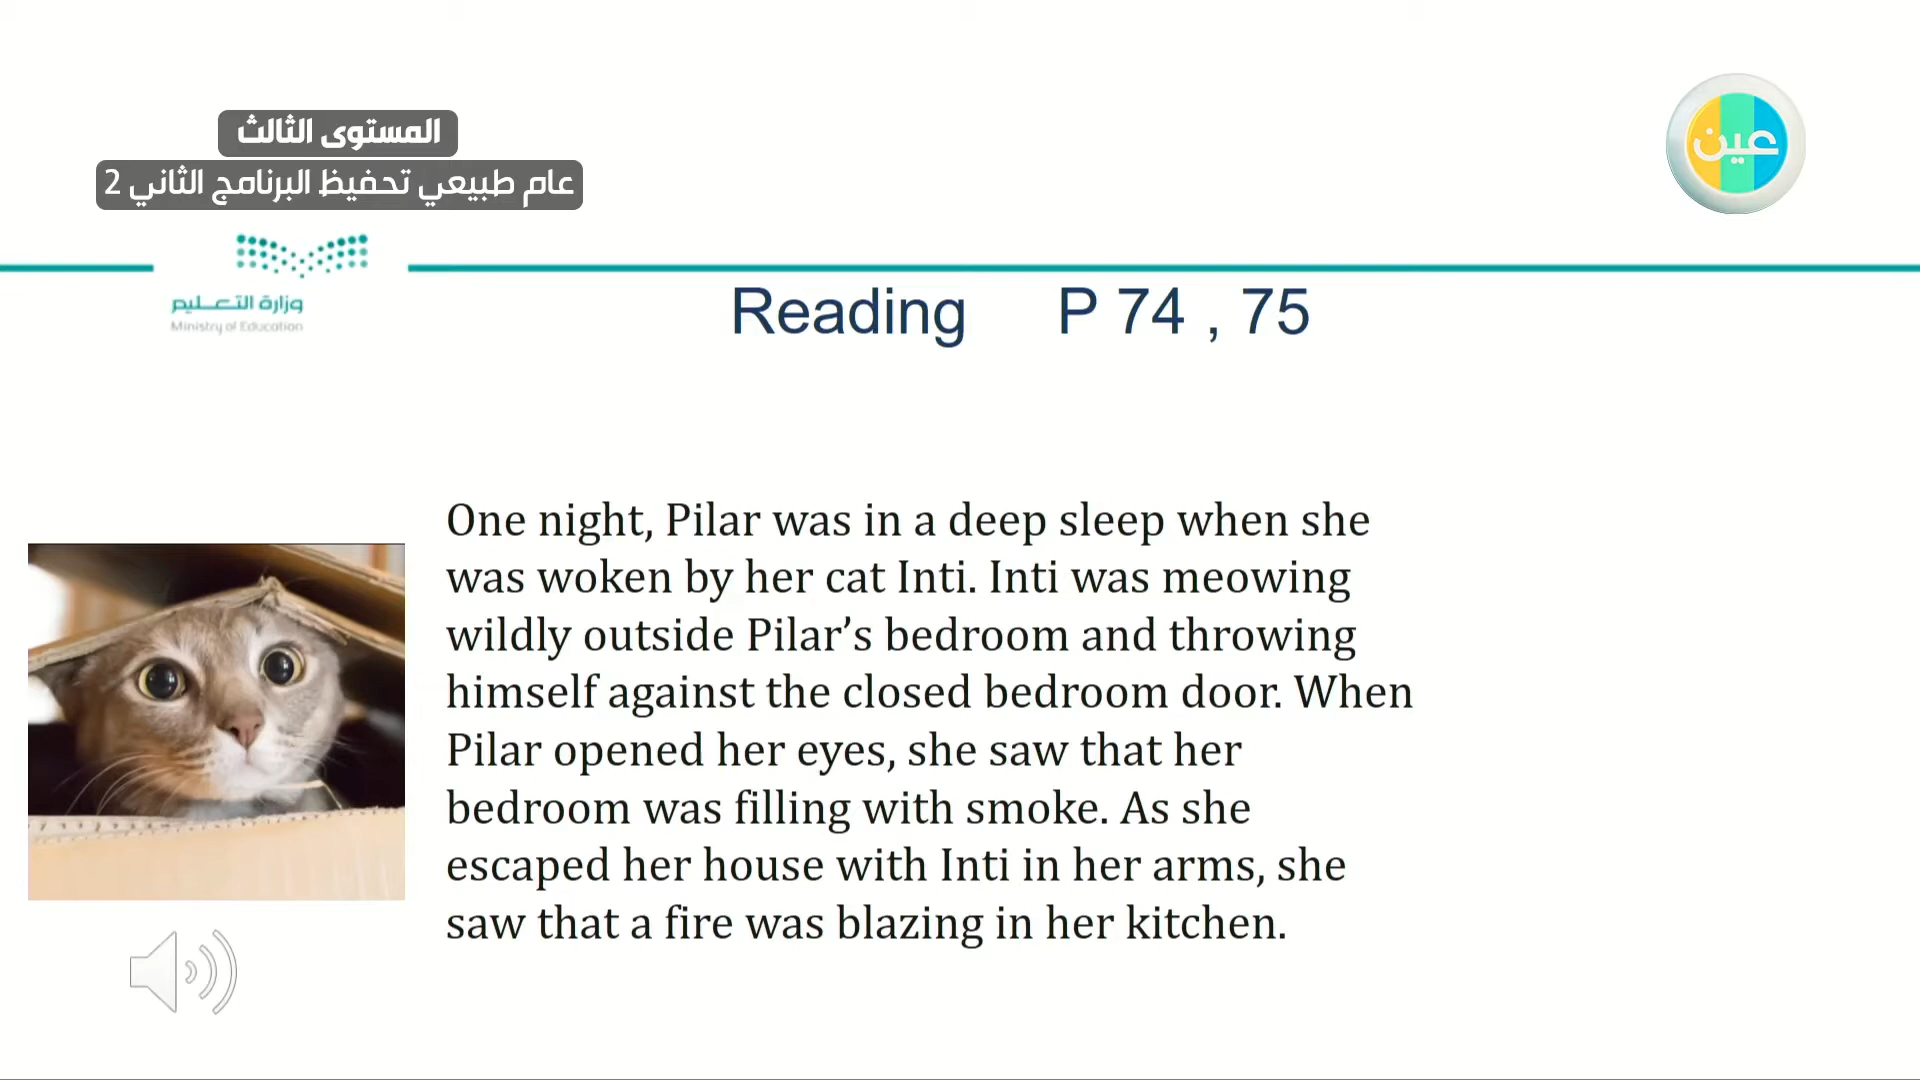 المستوى الثالث
عام طبيعي تحفيظ البرنامج الثاني 2
عين
وزارة التعليم
Ministry of Education
Reading P 74 , 75
One night, Pilar was in a deep sleep when she
was woken by her cat Inti. Inti was meowing
wildly outside Pilar’s bedroom and throwing
himself against the closed bedroom door. When
Pilar opened her eyes, she saw that her
bedroom was filling with smoke. As she
escaped her house with Inti in her arms, she
saw that a fire was blazing in her kitchen.